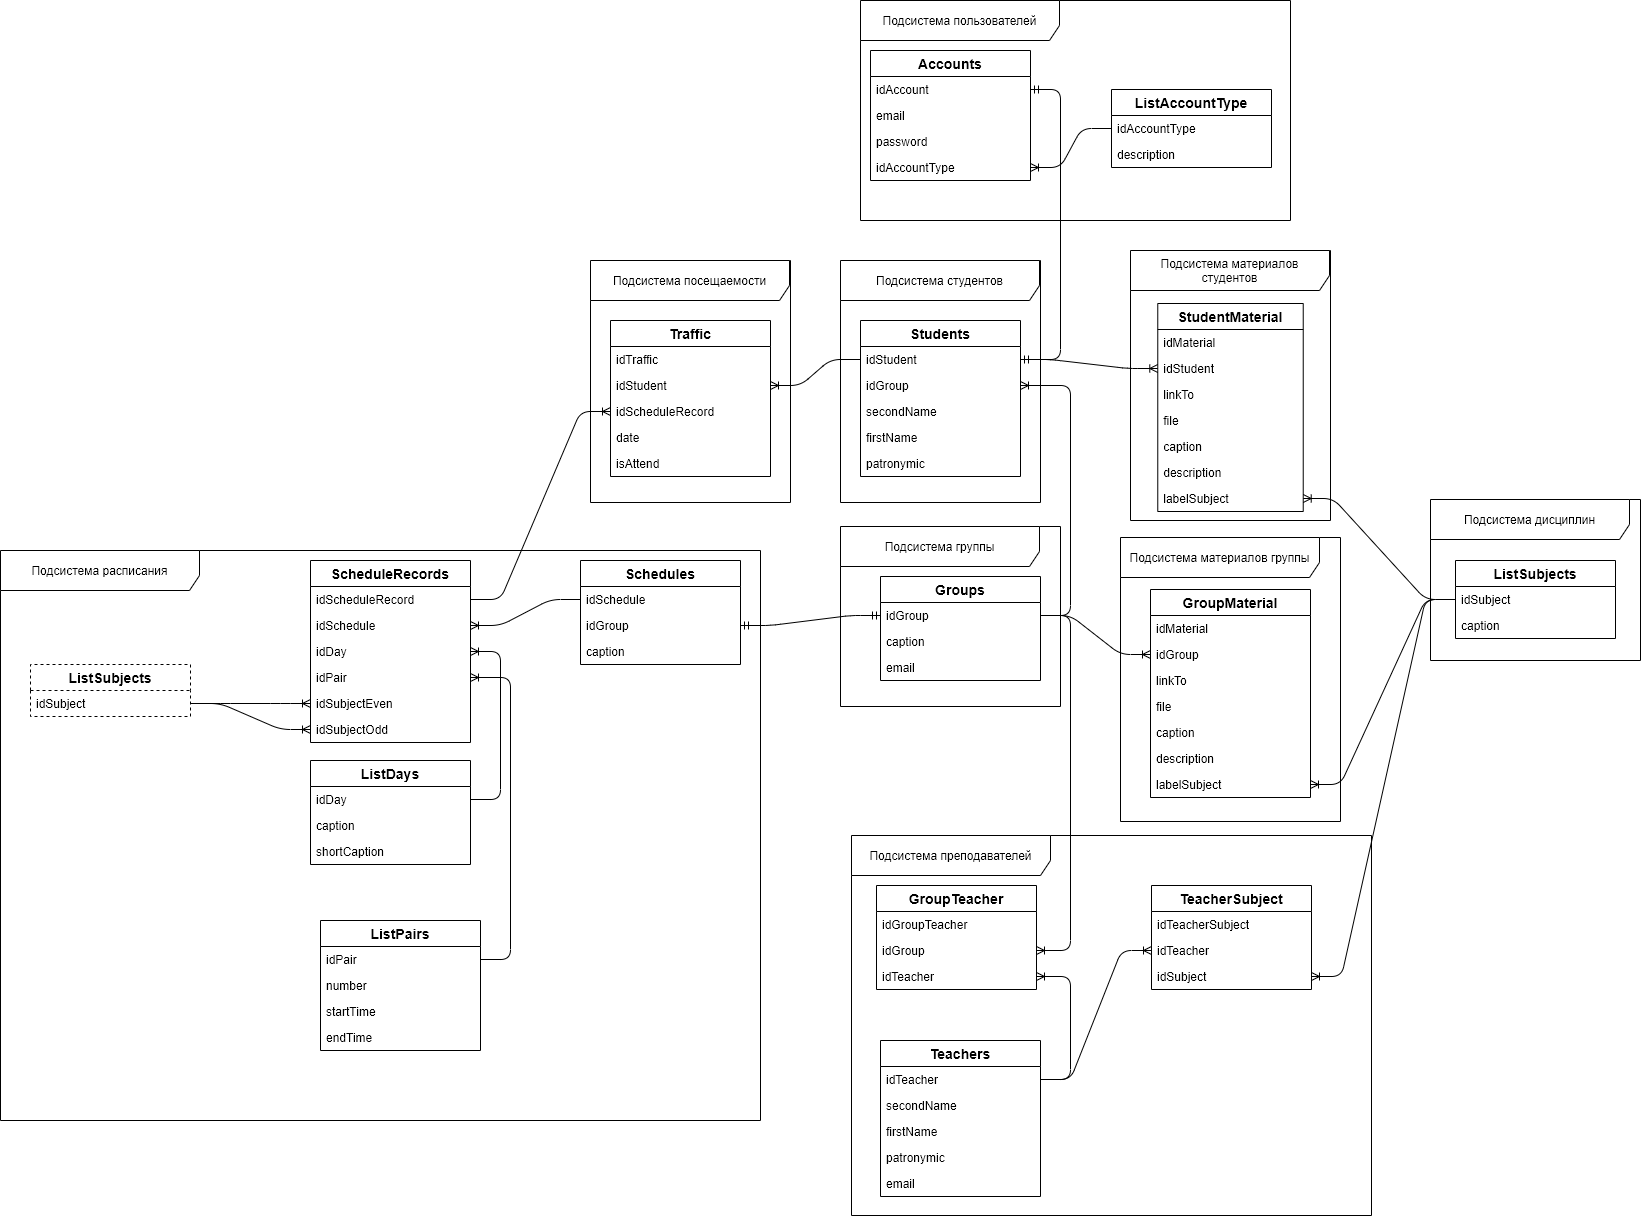 Подсистема пользователей
Accounts
idAccount
email
password
idAccountType
ListAccountType
idAccountType
description
Подсистема посещаемости
Traffic
idTraffic
idStudent
idScheduleRecord
date
isAttend
Подсистема студентов
Students
idStudent
idGroup
secondName
firstName
patronymic
Подсистема материалов
студентов
StudentMaterial
idMaterial
idStudent
linkTo
file
caption
description
labelSubject
Подсистема дисциплин
ListSubjects
idSubject
caption
Подсистема расписания
ListSubjects
idSubject
ScheduleRecords
idScheduleRecord
idSchedule
idDay
idPair
idSubjectEven
idSubjectOdd
Schedules
idSchedule
idGroup
caption
ListDays
idDay
caption
shortCaption
ListPairs
idPair
number
startTime
endTime
Подсистема группы
Groups
idGroup
caption
email
Подсистема материалов группы
GroupMaterial
idMaterial
idGroup
linkTo
file
caption
description
labelSubject
Подсистема преподавателей
GroupTeacher
idGroupTeacher
idGroup
idTeacher
TeacherSubject
idTeacherSubject
idTeacher
idSubject
Teachers
idTeacher
secondName
firstName
patronymic
email